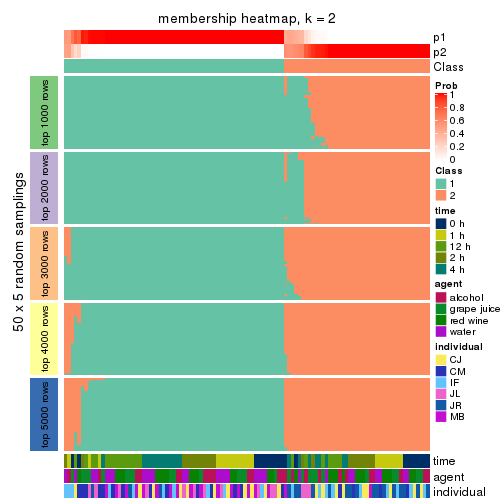 membership heatmap, k = 2
p1
p2
Class
50 x 5 random samplings
top 1000 rows
top 2000 rows
top 3000 rows
top 4000 rows
top 5000 rows
time
agent
individual
Prob
1
0.8
0.6
0.4
0.2
0
Class
1
2
time
0 h
1 h
12 h
2 h
4 h
agent
alcohol
grape juice
red wine
water
individual
CJ
CM
IF
JL
JR
MB